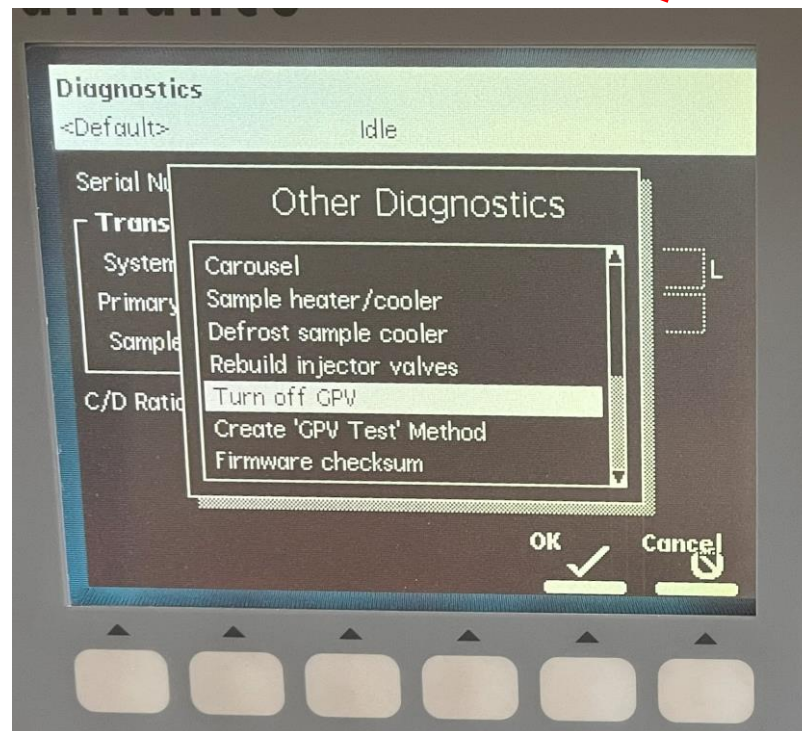 Diagnostics
<Default> Idle
Serial Nu
Other Diagnostics
Trans
System
Primary
Sample
L
Carousel
Sample heater/cooler
Defrost sample cooler
Rebuild injector valves
Turn off GPV
Create 'GPV Test' Method
Firmware checksum
C/D Ratio
OK
Cancel